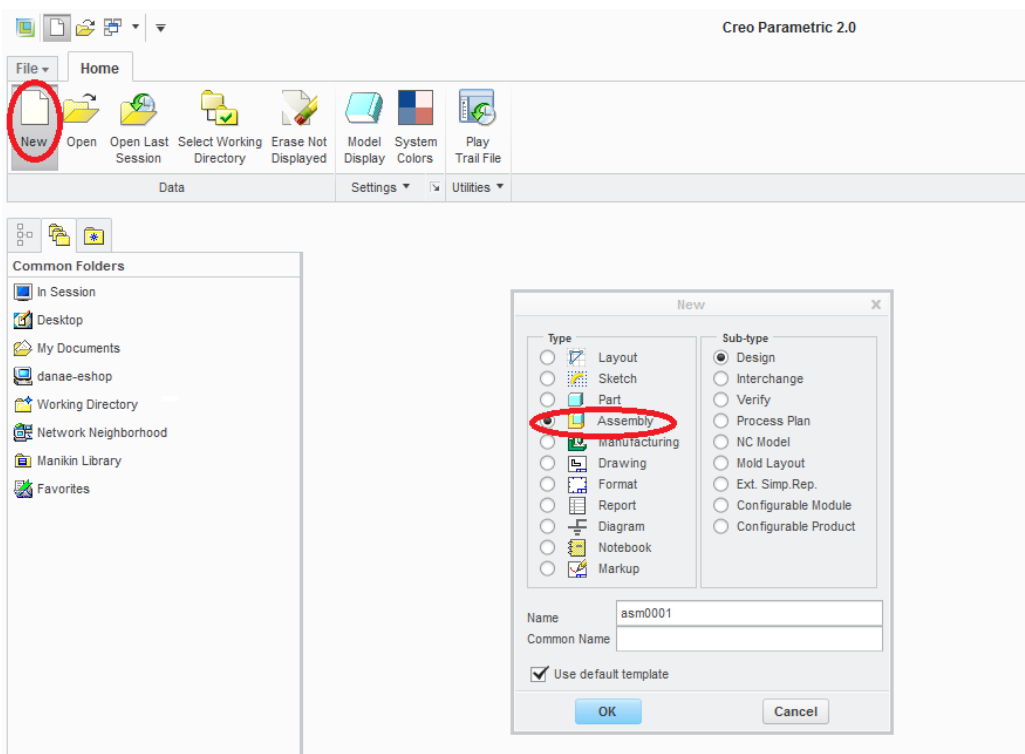 Creo Parametric 2.0
File
Home
New
Open
Open Last Session
Select Working Directory
Erase Not Displayed
Model Display
System Colors
Play Trail File
Data
Settings
Utilities
Common Folders
In Session
Desktop
My Documents
danae-eshop
Working Directory
Network Neighborhood
Manikin Library
Favorites
New
Type
Layout
Sketch
Part
Assembly
Manufacturing
Drawing
Format
Report
Diagram
Notebook
Markup
Sub-type
Design
Interchange
Verify
Process Plan
NC Model
Mold Layout
Ext. Simp.Rep.
Configurable Module
Configurable Product
Name
asm0001
Common Name
Use default template
OK
Cancel